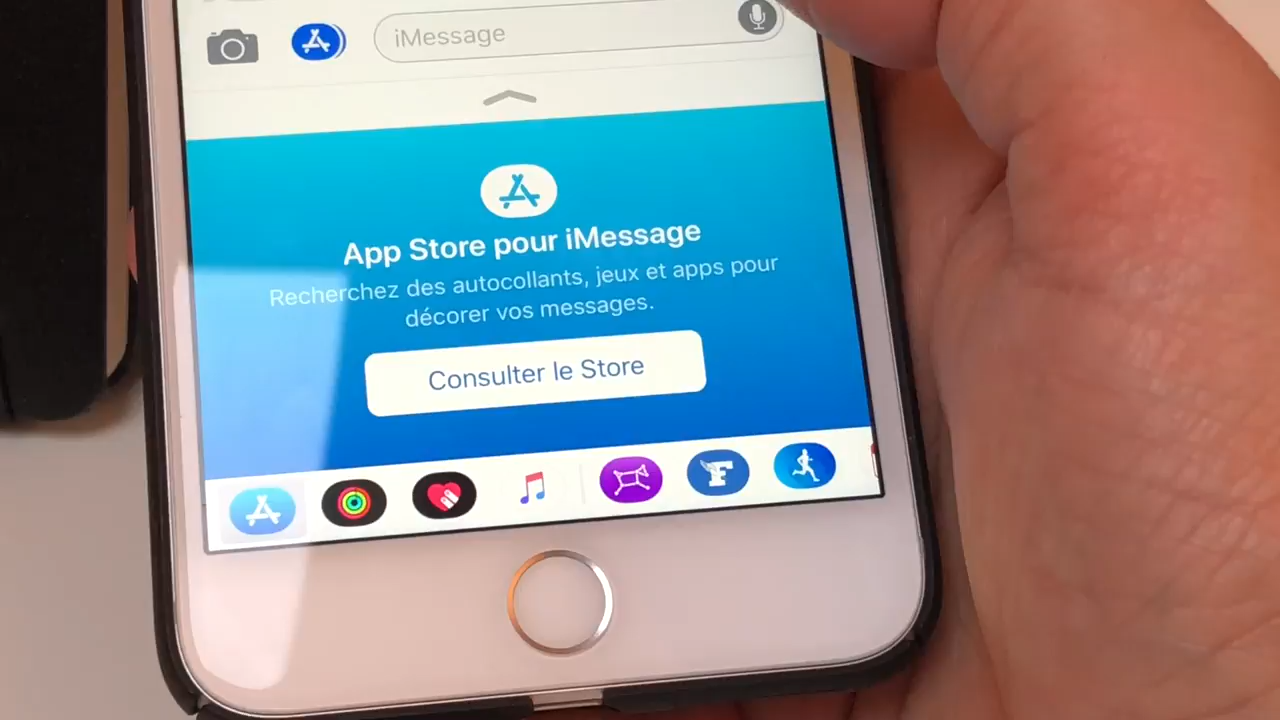 iMessage
App Store pour iMessage
Recherchez des autocollants, jeux et apps pour
décorer vos messages.
Consulter le Store
F